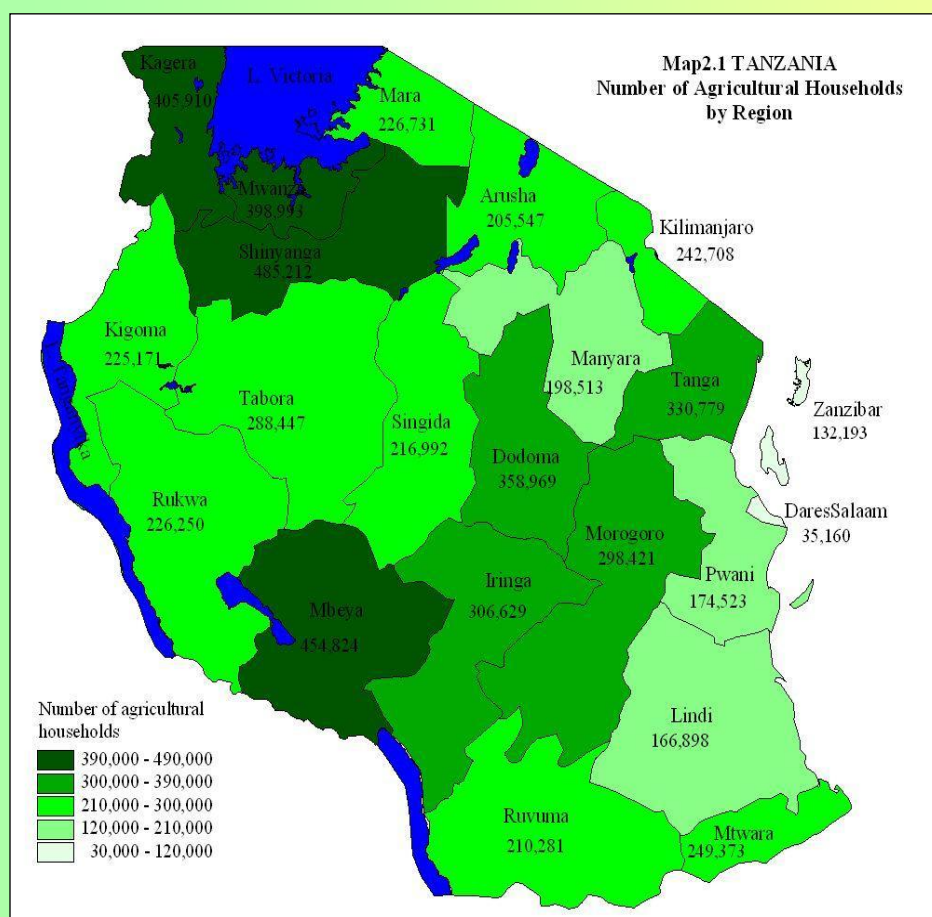 Map2.1 TANZANIA
Number of Agricultural Households
by Region
Kagera
405,910
L. Victoria
Mara
226,731
Mwanza
398,993
Arusha
205,547
Kilimanjaro
242,708
Shinyanga
485,212
Kigoma
225,171
Manyara
198,513
Tanga
330,779
Tabora
288,447
Singida
216,992
Zanzibar
132,193
Dodoma
358,969
Rukwa
226,250
DaresSalaam
35,160
Morogoro
298,421
Iringa
306,629
Pwani
174,523
Mbeya
454,824
Lindi
166,898
Ruvuma
210,281
Mtwara
249,373
Number of agricultural
households
390,000 - 490,000
300,000 - 390,000
210,000 - 300,000
120,000 - 210,000
30,000 - 120,000